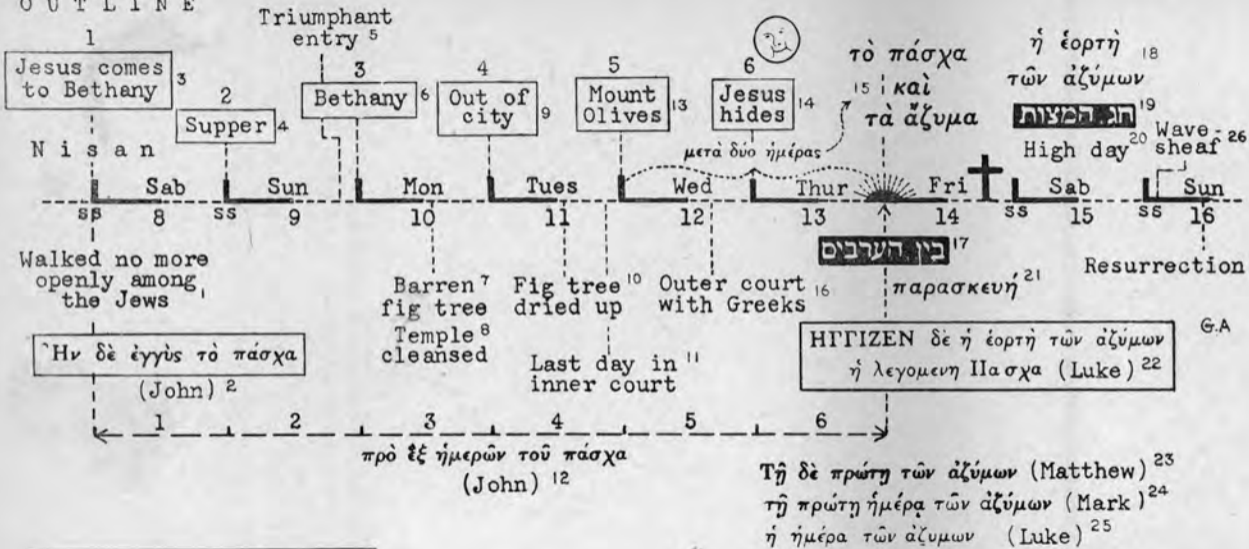 OUTLINE
1
Jesus comes
to Bethany 3
2
Supper 4
Triumphant
entry 5
3
Bethany 6
4
Out of
city 9
5
Mount
Olives 13
6
Jesus
hides 14
τὸ πάσχα
15 καὶ
τὰ ἄζυμα
ἡ ἑορτὴ 18
τῶν ἀζύμων
חג המצות 19
High day 20
Wave
sheaf 26
μετὰ δύο ἡμέρας
Nisan
Sab Sun Mon Tues Wed Thur Fri Sab Sun
ss 8 ss 9 10 11 12 13 14 ss 15 ss 16
Walked no more
openly among
the Jews 1
Ἦν δὲ ἐγγὺς τὸ πάσχα
(John) 2
Barren 7
fig tree
Temple 8
cleansed
Fig tree 10
dried up
Last day in 11
inner court
Outer court
with Greeks 16
בין הערבים 17
παρασκευή 21
Resurrection
G.A
ΗΓΓΙΖΕΝ δὲ ἡ ἑορτὴ τῶν ἀζύμων
ἡ λεγομενη Πασχα (Luke) 22
1 2 3 4 5 6
πρὸ ἓξ ἡμερῶν τοῦ πάσχα
(John) 12
Τῇ δὲ πρώτῃ τῶν ἀζύμων (Matthew) 23
τῇ πρώτῃ ἡμέρᾳ τῶν ἀζύμων (Mark) 24
ἡ ἡμέρα τῶν ἀζυμων (Luke) 25